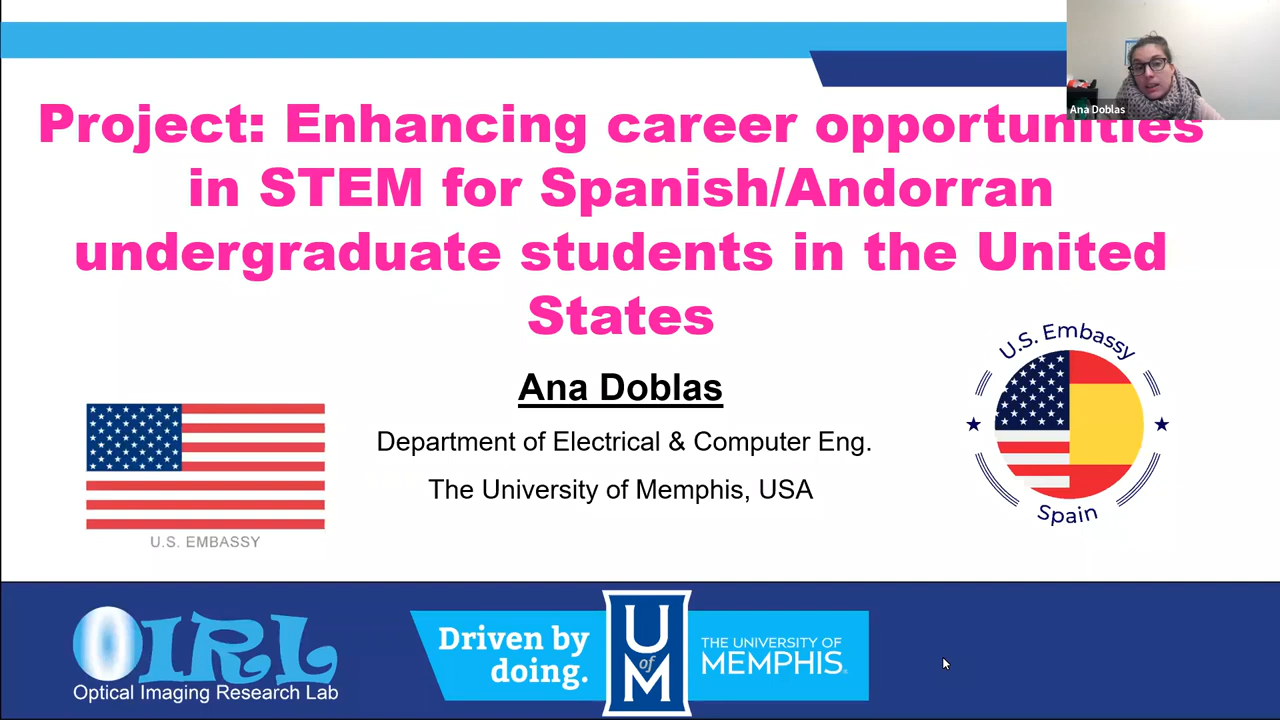 Ana Doblas
Project: Enhancing career opportunities
in STEM for Spanish/Andorran
undergraduate students in the United
States
Ana Doblas
Department of Electrical & Computer Eng.
The University of Memphis, USA
U.S. EMBASSY
U.S. Embassy
Spain
OIRL
Optical Imaging Research Lab
Driven by
doing.
U
of
M
THE UNIVERSITY OF
MEMPHIS